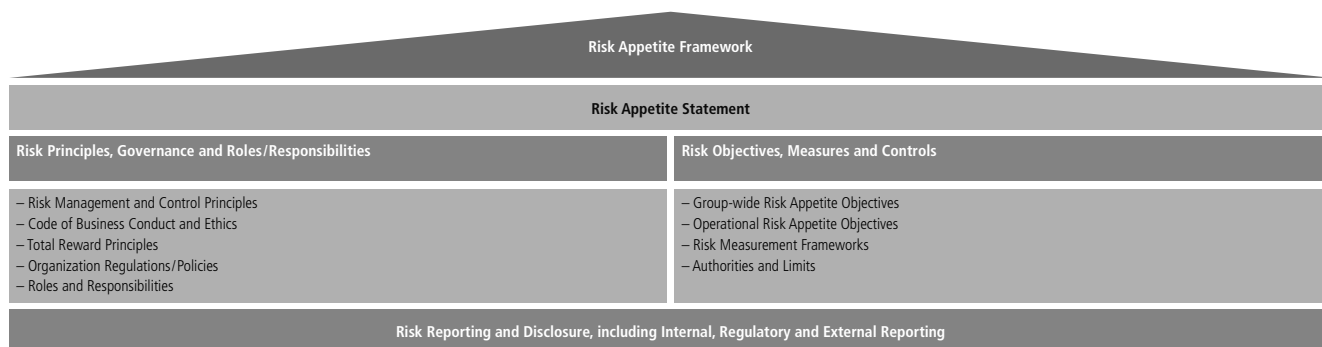 Risk Appetite Framework
Risk Appetite Statement
Risk Principles, Governance and Roles/Responsibilities
– Risk Management and Control Principles
– Code of Business Conduct and Ethics
– Total Reward Principles
– Organization Regulations/Policies
– Roles and Responsibilities
Risk Objectives, Measures and Controls
– Group-wide Risk Appetite Objectives
– Operational Risk Appetite Objectives
– Risk Measurement Frameworks
– Authorities and Limits
Risk Reporting and Disclosure, including Internal, Regulatory and External Reporting